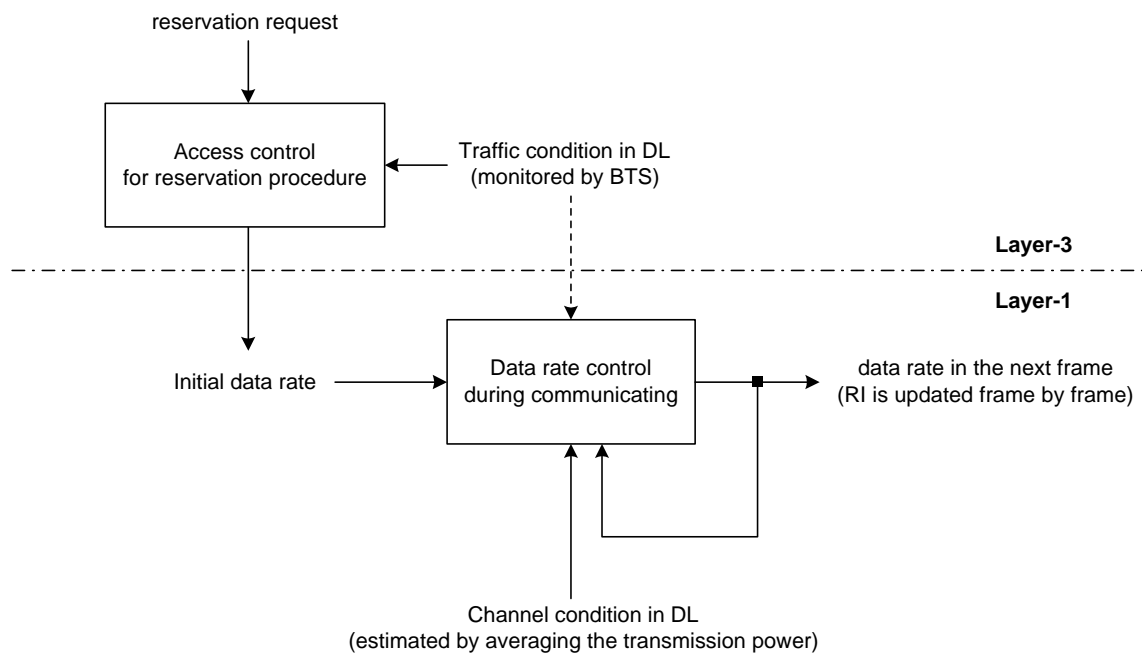 reservation request
Access control
for reservation procedure
Traffic condition in DL
(monitored by BTS)
Layer-3
Layer-1
Initial data rate
Data rate control
during communicating
data rate in the next frame
(RI is updated frame by frame)
Channel condition in DL
(estimated by averaging the transmission power)